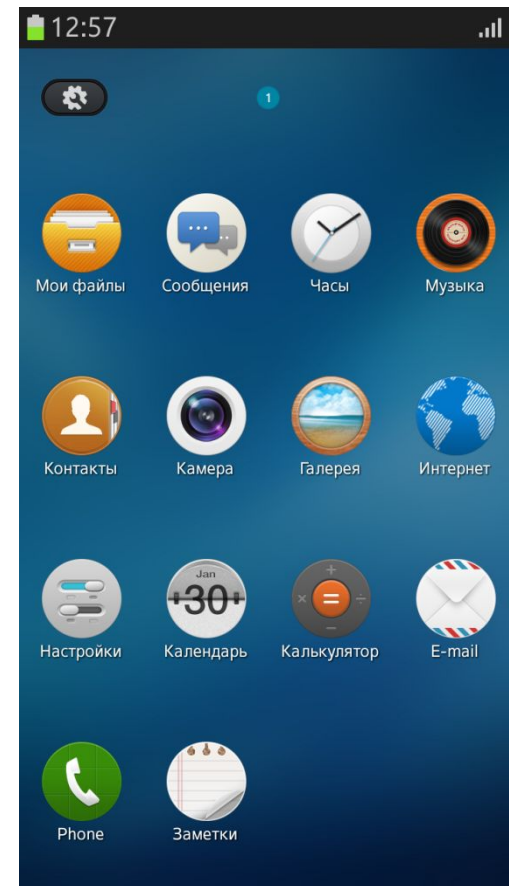 12:57
1
Мои файлы
Сообщения
Часы
Музыка
Контакты
Камера
Галерея
Интернет
Jan
30
Настройки
Календарь
Калькулятор
E-mail
Phone
Заметки